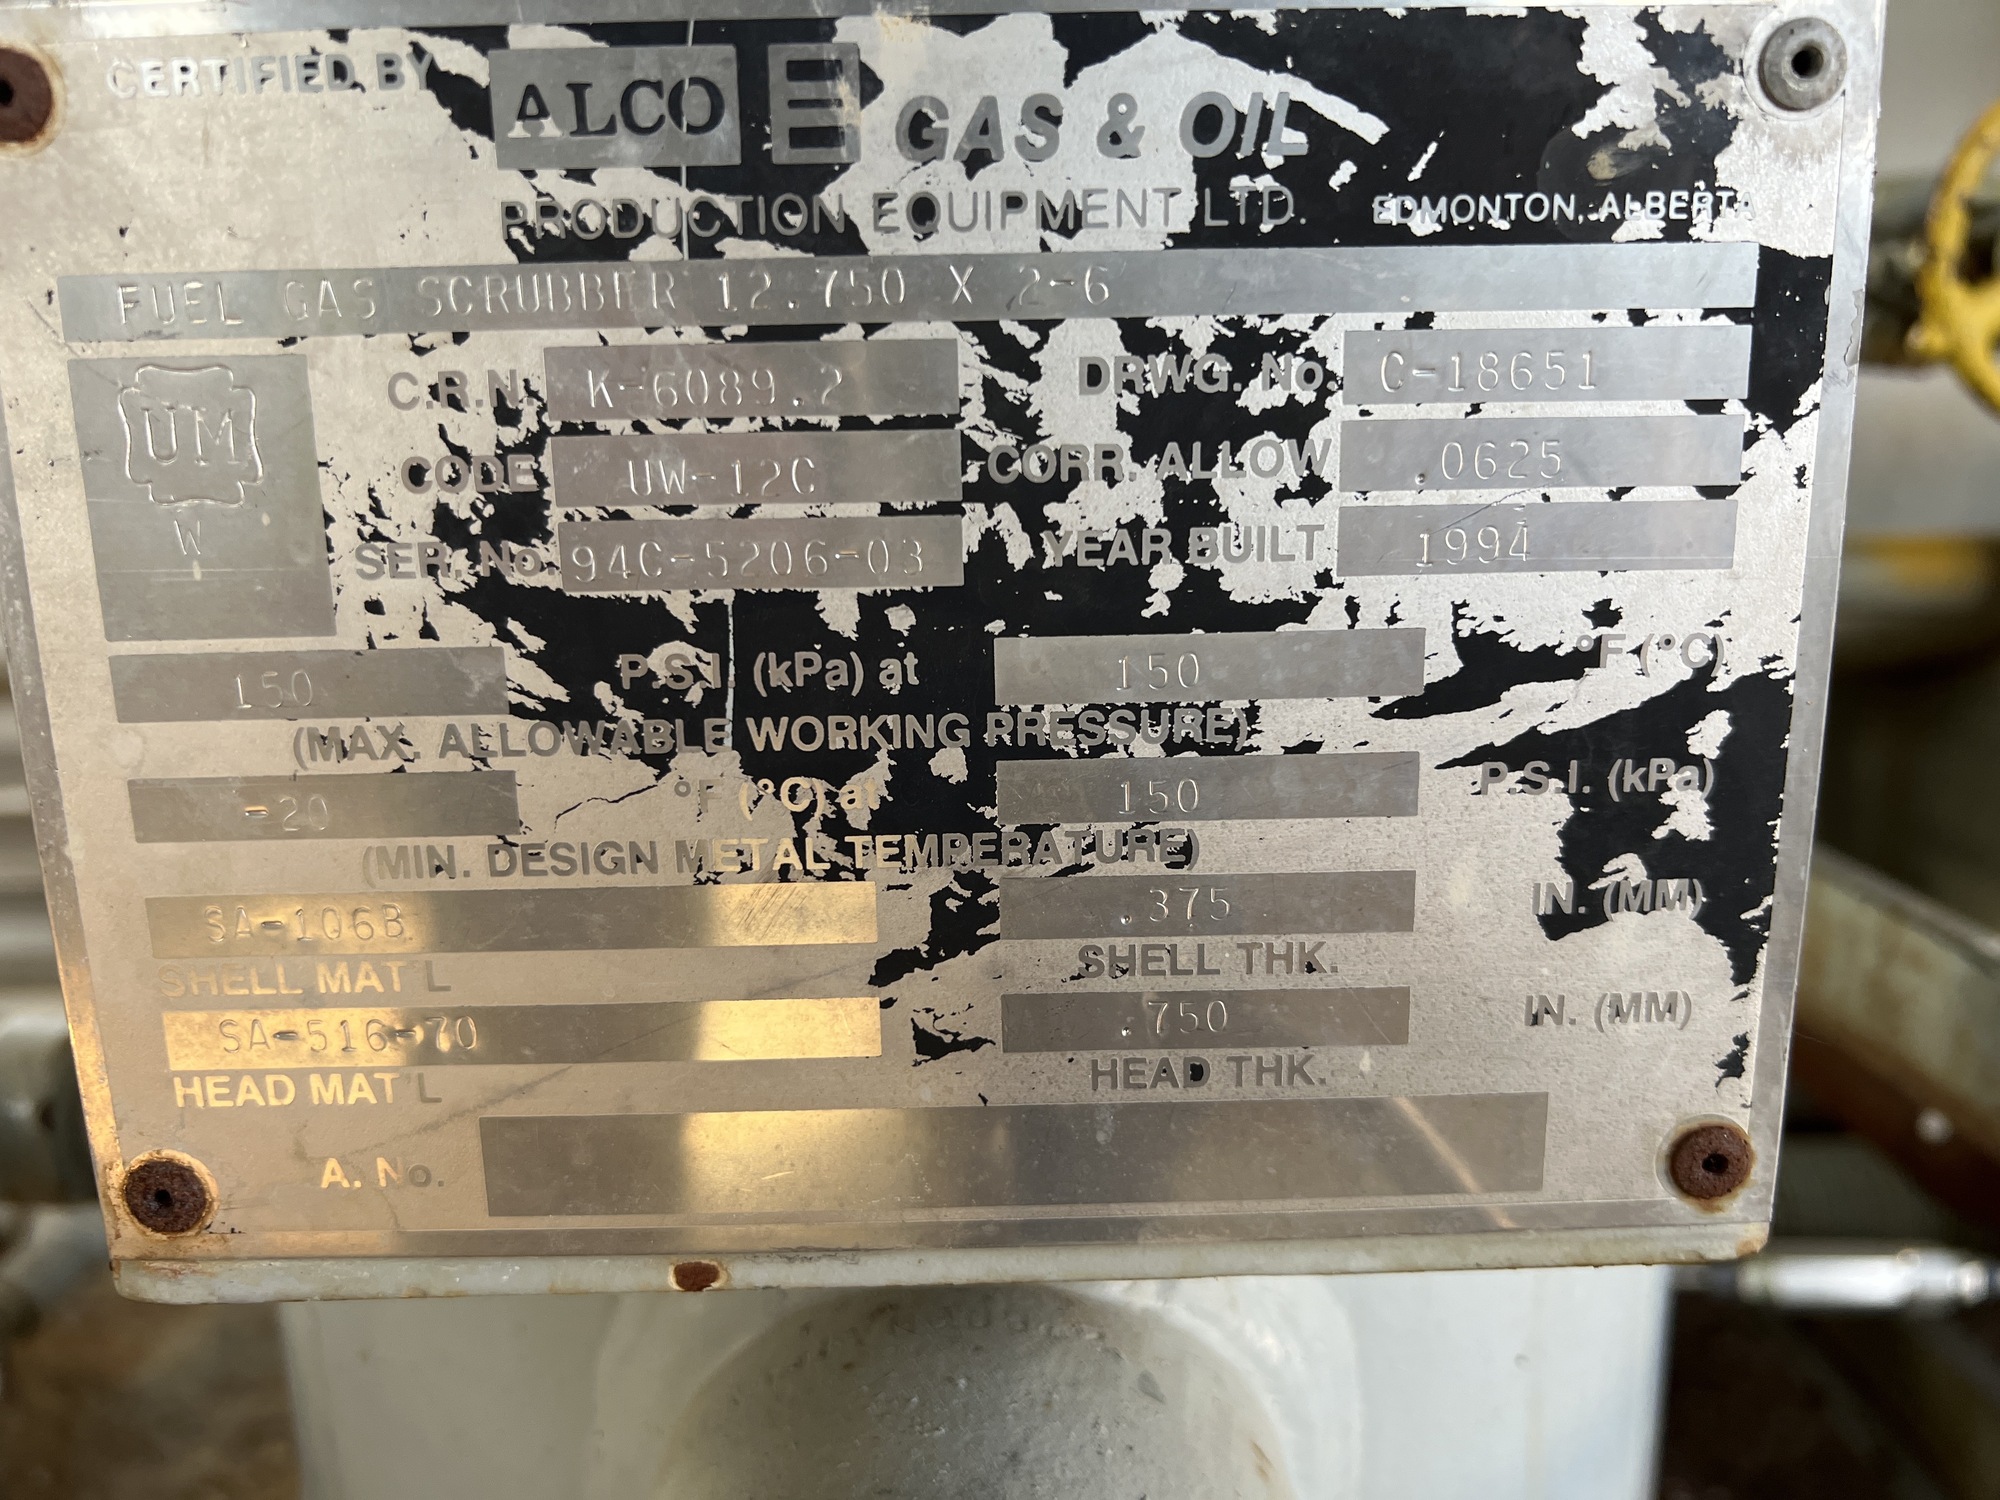 CERTIFIED BY ALCO GAS & OIL
PRODUCTION EQUIPMENT LTD. EDMONTON, ALBERTA
FUEL GAS SCRUBBER 12.750 X 2-6
UM
W
C.R.N. K-6089.2 DRWG. No. C-18651
CODE UW-12C CORR. ALLOW .0625
SER. No. 94C-5206-03 YEAR BUILT 1994
150 P.S.I. (kPa) at 150 °F (°C)
(MAX. ALLOWABLE WORKING PRESSURE)
-20 °F (°C) at 150 P.S.I. (kPa)
(MIN. DESIGN METAL TEMPERATURE)
SA-106B .375 IN. (MM)
SHELL MAT'L SHELL THK.
SA-516-70 .750 IN. (MM)
HEAD MAT'L HEAD THK.
A. No.